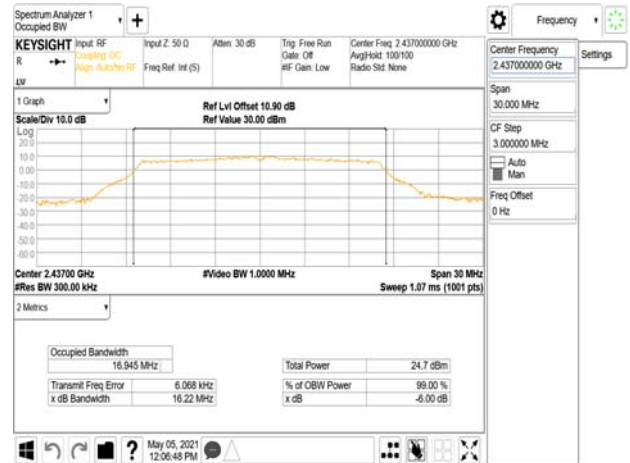 Spectrum Analyzer 1
Occupied BW
KEYSIGHT
R
LV
Input: RF
Coupling: DC
Align: Auto/No RF
Input Z: 50 Ω
Freq Ref: Int (S)
Atten: 30 dB
Trig: Free Run
Gate: Off
#IF Gain: Low
Center Freq: 2.437000000 GHz
Avg|Hold: 100/100
Radio Std: None
1 Graph
Scale/Div 10.0 dB
Ref Lvl Offset 10.90 dB
Ref Value 30.00 dBm
Log
20.0
10.0
0.00
-10.0
-20.0
-30.0
-40.0
-50.0
-60.0
Center 2.43700 GHz
#Res BW 300.00 kHz
#Video BW 1.0000 MHz
Span 30 MHz
Sweep 1.07 ms (1001 pts)
2 Metrics
Occupied Bandwidth
16.945 MHz
Transmit Freq Error 6.068 kHz
x dB Bandwidth 16.22 MHz
Total Power 24.7 dBm
% of OBW Power 99.00 %
x dB -6.00 dB
May 05, 2021
12:06:48 PM
Frequency
Center Frequency
2.437000000 GHz
Settings
Span
30.000 MHz
CF Step
3.000000 MHz
Auto
Man
Freq Offset
0 Hz